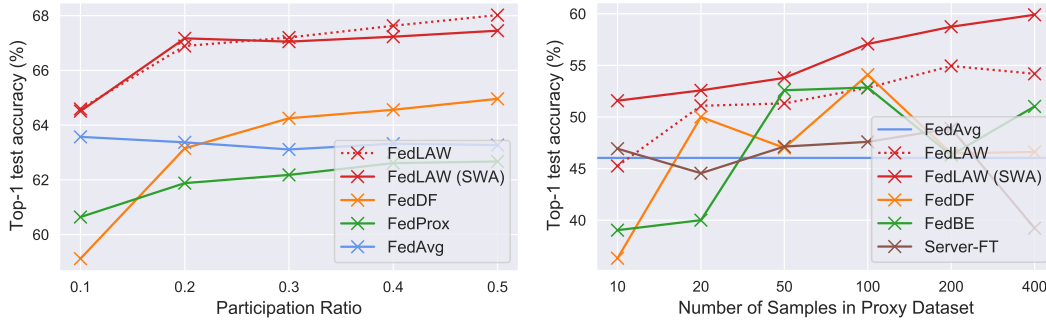 68
66
64
62
60
Top-1 test accuracy (%)
FedLAW
FedLAW (SWA)
FedDF
FedProx
FedAvg
0.1 0.2 0.3 0.4 0.5
Participation Ratio
60
55
50
45
40
Top-1 test accuracy (%)
FedAvg
FedLAW
FedLAW (SWA)
FedDF
FedBE
Server-FT
10 20 50 100 200 400
Number of Samples in Proxy Dataset